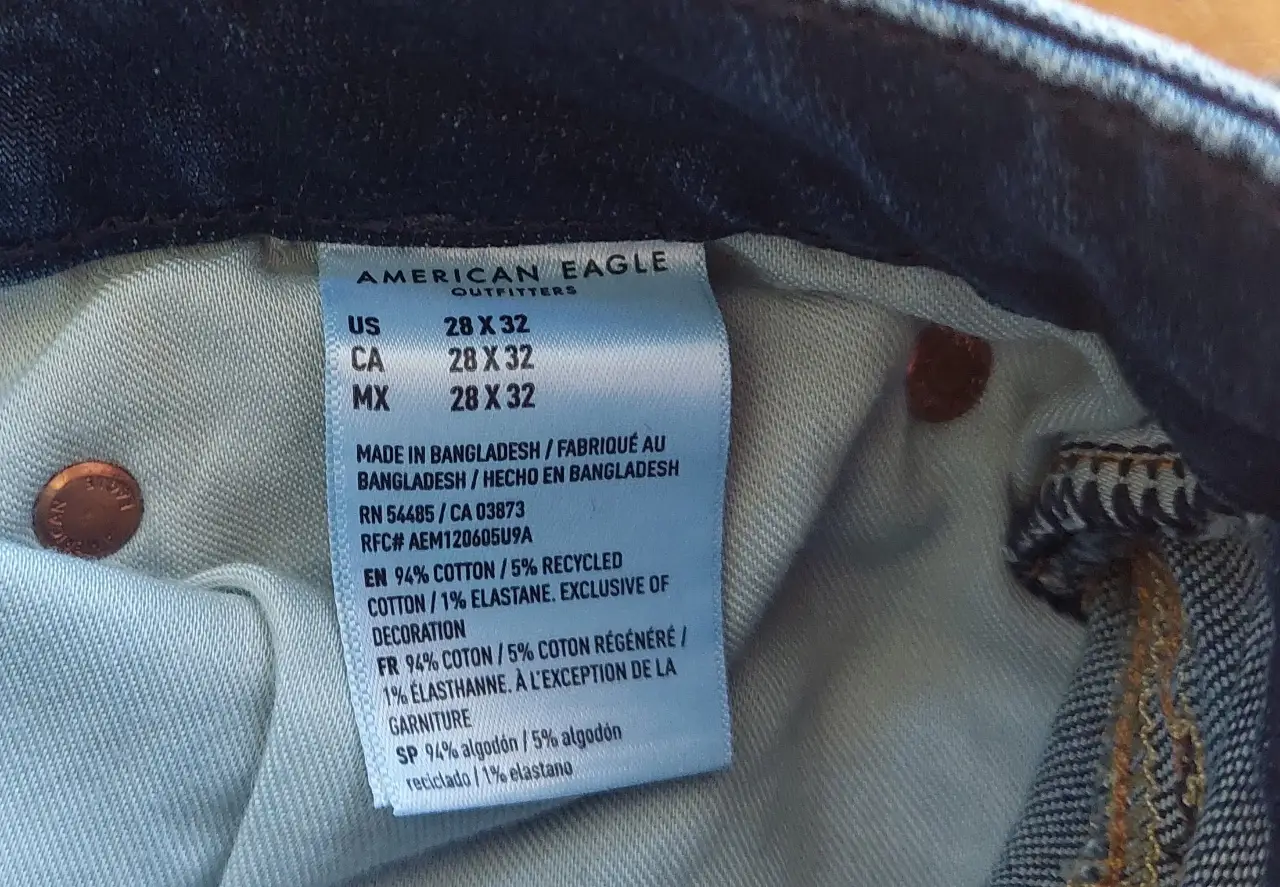 AMERICAN EAGLE
OUTFITTERS
US 28 X 32
CA 28 X 32
MX 28 X 32
MADE IN BANGLADESH / FABRIQUÉ AU
BANGLADESH / HECHO EN BANGLADESH
RN 54485 / CA 03873
RFC# AEM120605U9A
EN 94% COTTON / 5% RECYCLED
COTTON / 1% ELASTANE. EXCLUSIVE OF
DECORATION
FR 94% COTON / 5% COTON RÉGÉNÉRÉ /
1% ÉLASTHANNE. À L'EXCEPTION DE LA
GARNITURE
SP 94% algodón / 5% algodón
reciclado / 1% elastano